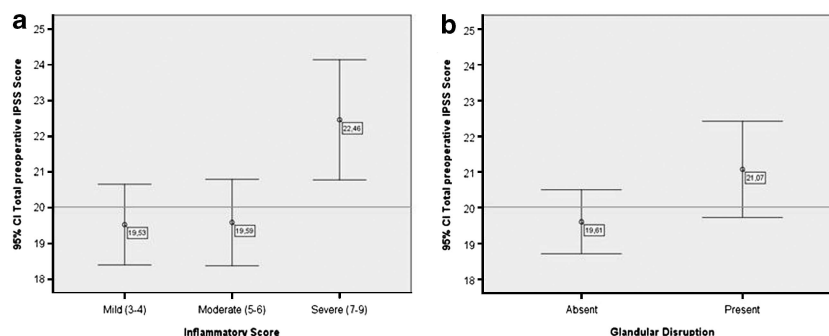 a
95% CI Total preoperative IPSS Score
25
24
23
22
21
20
19
18
19,53
19,59
22,46
Mild (3-4)
Moderate (5-6)
Severe (7-9)
Inflammatory Score
b
95% CI Total preoperative IPSS Score
25
24
23
22
21
20
19
18
19,61
21,07
Absent
Present
Glandular Disruption